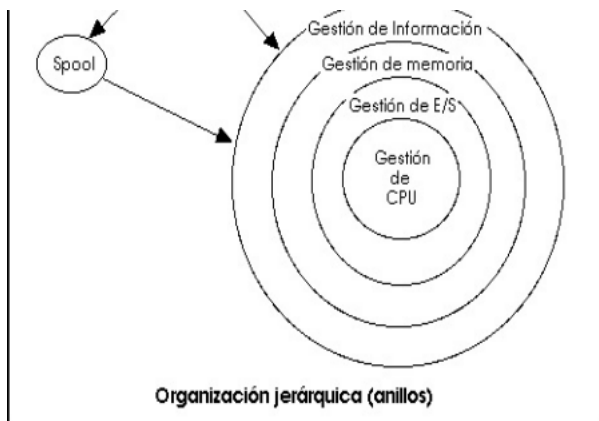 Gestión de Información
Spool
Gestión de memoria
Gestión de E/S
Gestión
de
CPU
Organización jerárquica (anillos)